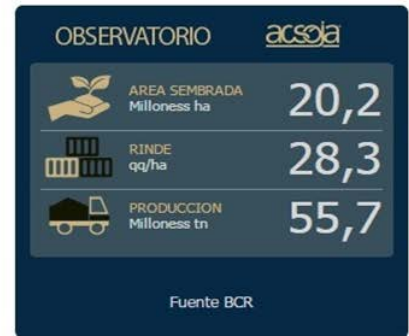 OBSERVATORIO acsoja
AREA SEMBRADA
Milloness ha
20,2
RINDE
qq/ha
28,3
PRODUCCION
Milloness tn
55,7
Fuente BCR